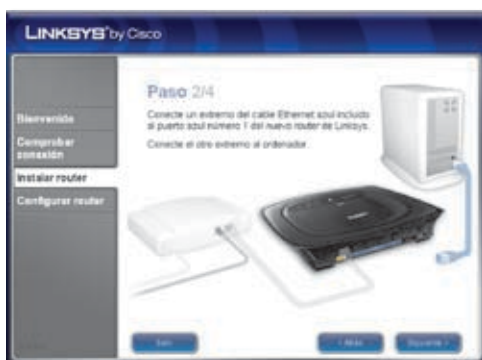 LINKSYS by Cisco
Paso 2/4
Conecte un extremo del cable Ethernet azul incluido
al puerto azul número 1 del nuevo router de Linksys.
Conecte el otro extremo al ordenador.
Bienvenido
Comprobar
conexión
Instalar router
Configurar router
Salir
< Atrás
Siguiente >